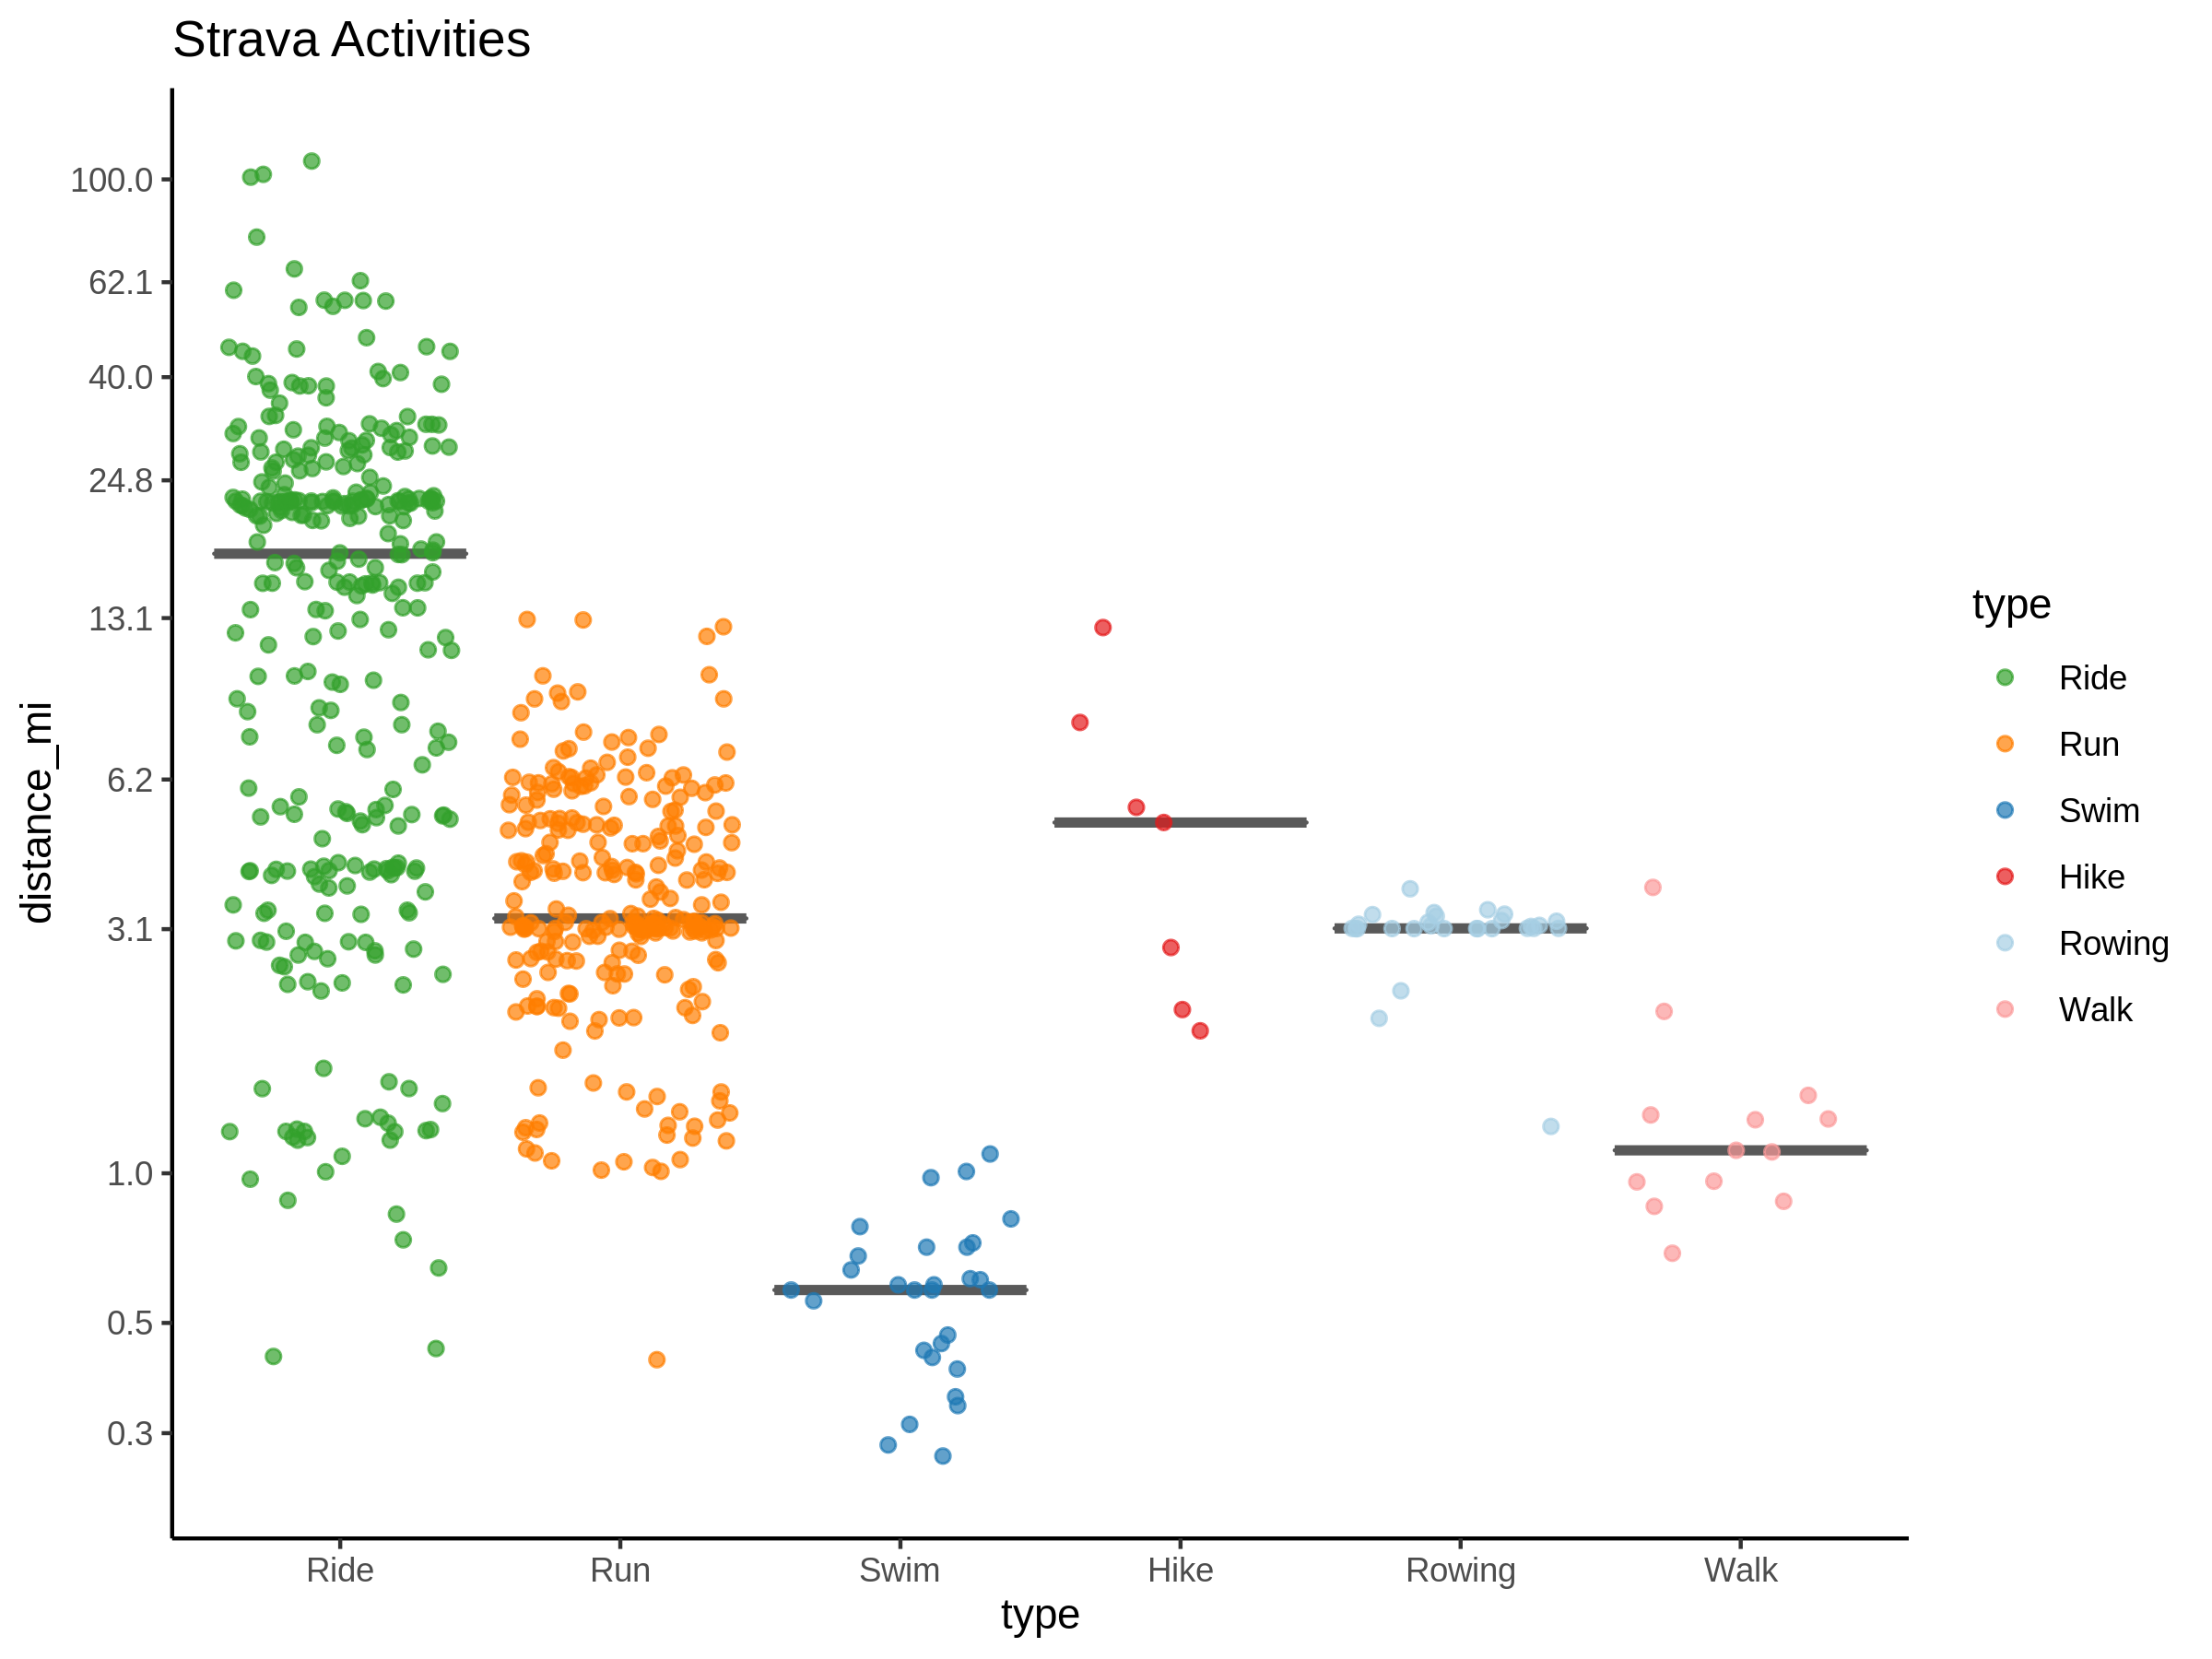 Strava Activities
distance_mi
100.0
62.1
40.0
24.8
13.1
6.2
3.1
1.0
0.5
0.3
Ride
Run
Swim
Hike
Rowing
Walk
type
type
Ride
Run
Swim
Hike
Rowing
Walk